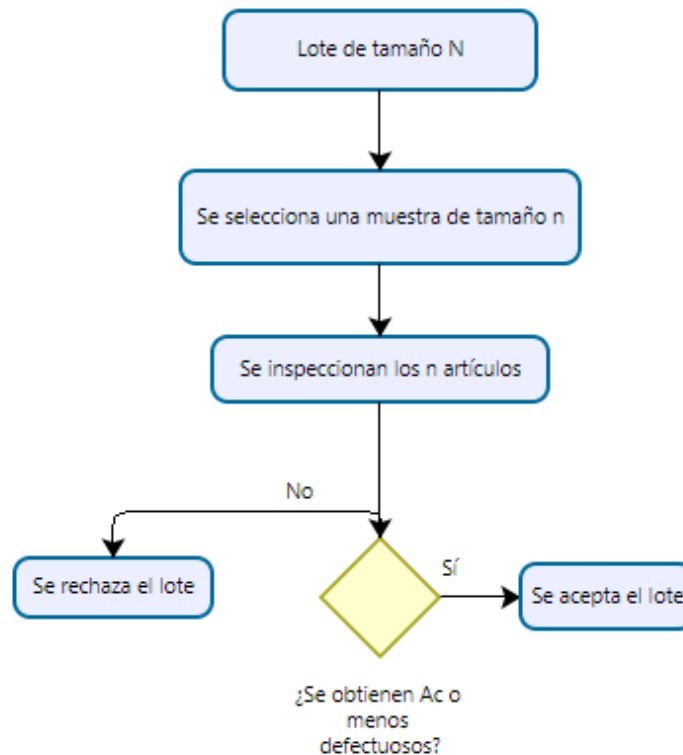 Lote de tamaño N
Se selecciona una muestra de tamaño n
Se inspeccionan los n artículos
No
Sí
Se rechaza el lote
Se acepta el lote
¿Se obtienen Ac o
menos
defectuosos?